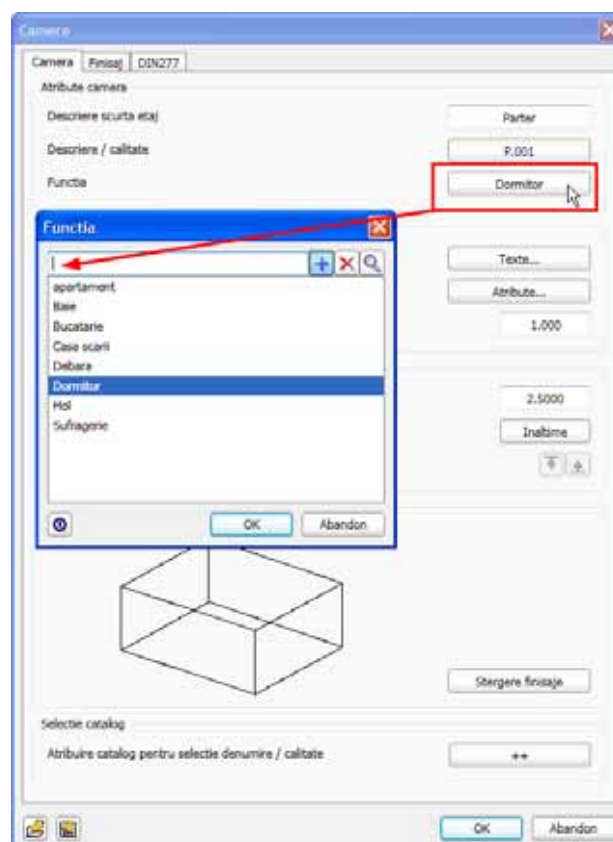 Camere
Camera Finisaj DIN277
Atribute camera
Descriere scurta etaj Parter
Descriere / calitate P.001
Functia Dormitor
Functia
apartament
Baie
Bucatarie
Casa scarii
Debara
Dormitor
Hol
Sufragerie
OK Abandon
Texte...
Atribute...
1.000
2.5000
Inaltime
Stergere finisaje
Selectie catalog
Atribuire catalog pentru selectie denumire / calitate ++
OK Abandon